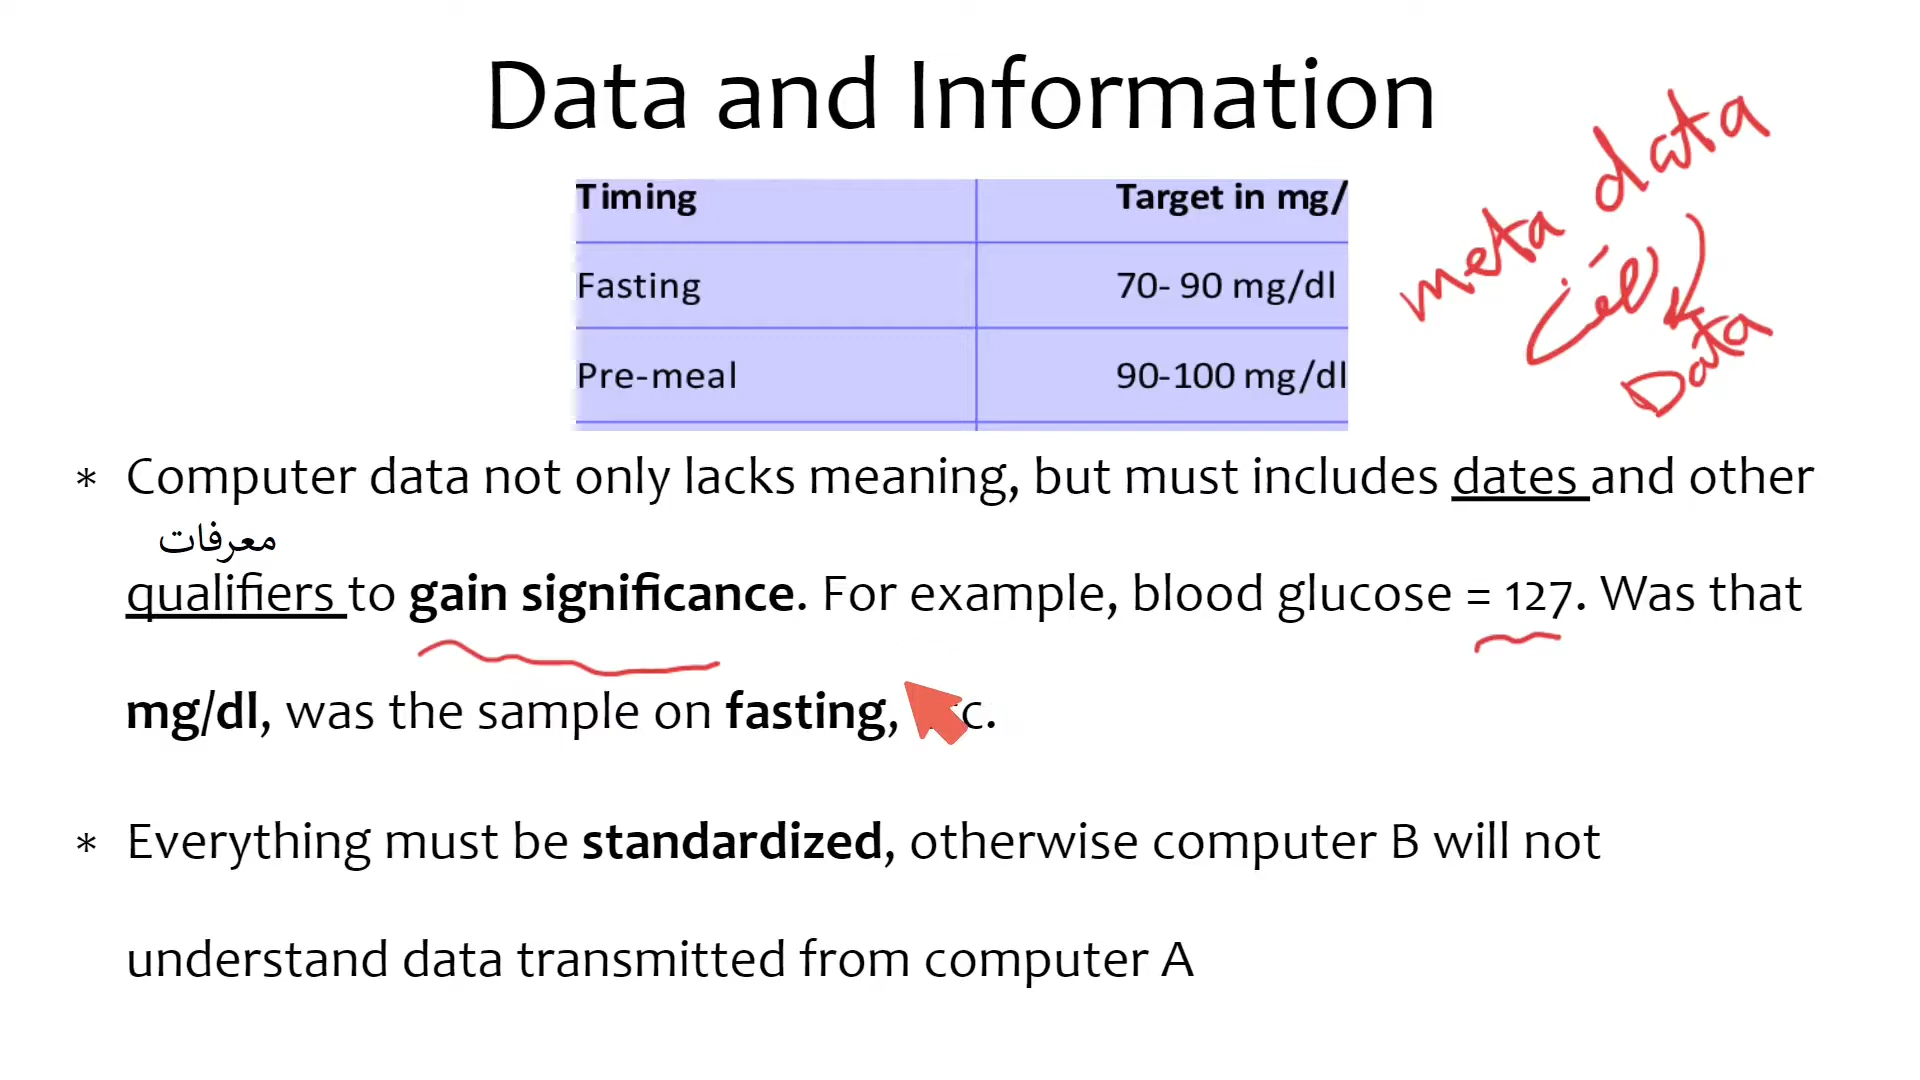 Data and Information
Timing Target in mg/
Fasting 70- 90 mg/dl
Pre-meal 90-100 mg/dl
meta data
Data
* Computer data not only lacks meaning, but must includes dates and other
معرفات
qualifiers to gain significance. For example, blood glucose = 127. Was that
mg/dl, was the sample on fasting, c.
* Everything must be standardized, otherwise computer B will not
understand data transmitted from computer A